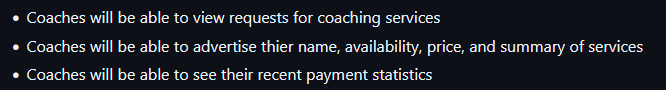 • Coaches will be able to view requests for coaching services
• Coaches will be able to advertise thier name, availability, price, and summary of services
• Coaches will be able to see their recent payment statistics